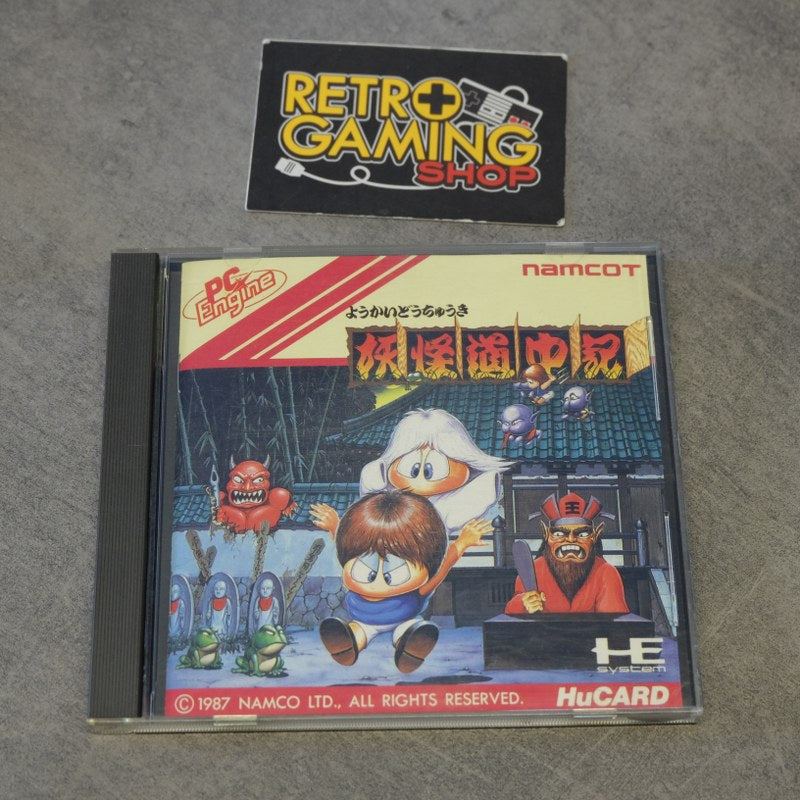 RETRO
GAMING
SHOP
PC Engine
namcoT
ようかいどうちゅうき
妖怪道中記
王
HE
system
© 1987 NAMCO LTD., ALL RIGHTS RESERVED.
HuCARD